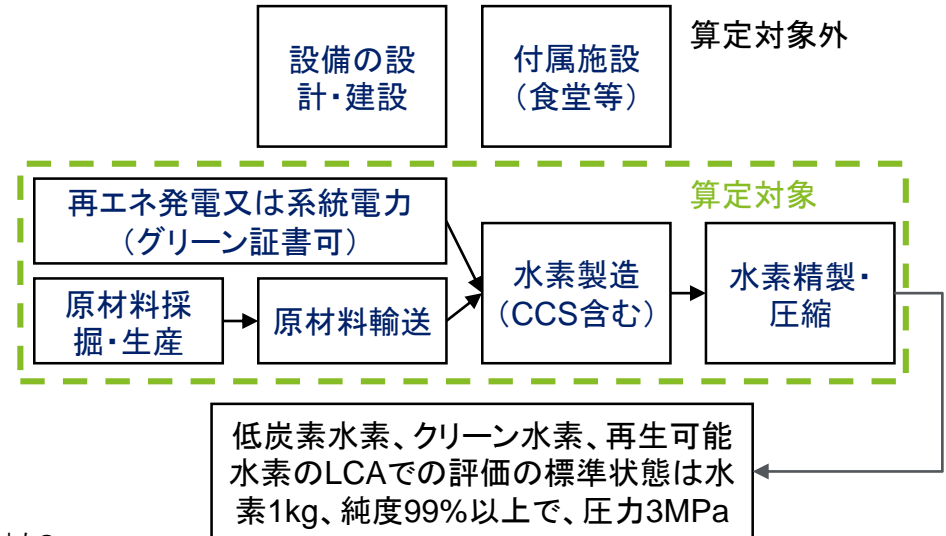 設備の設
計・建設
付属施設
（食堂等）
算定対象外
算定対象
再エネ発電又は系統電力
（グリーン証書可）
原材料採
掘・生産
原材料輸送
水素製造
（CCS含む）
水素精製・
圧縮
低炭素水素、クリーン水素、再生可能
水素のLCAでの評価の標準状態は水
素1kg、純度99%以上で、圧力3MPa